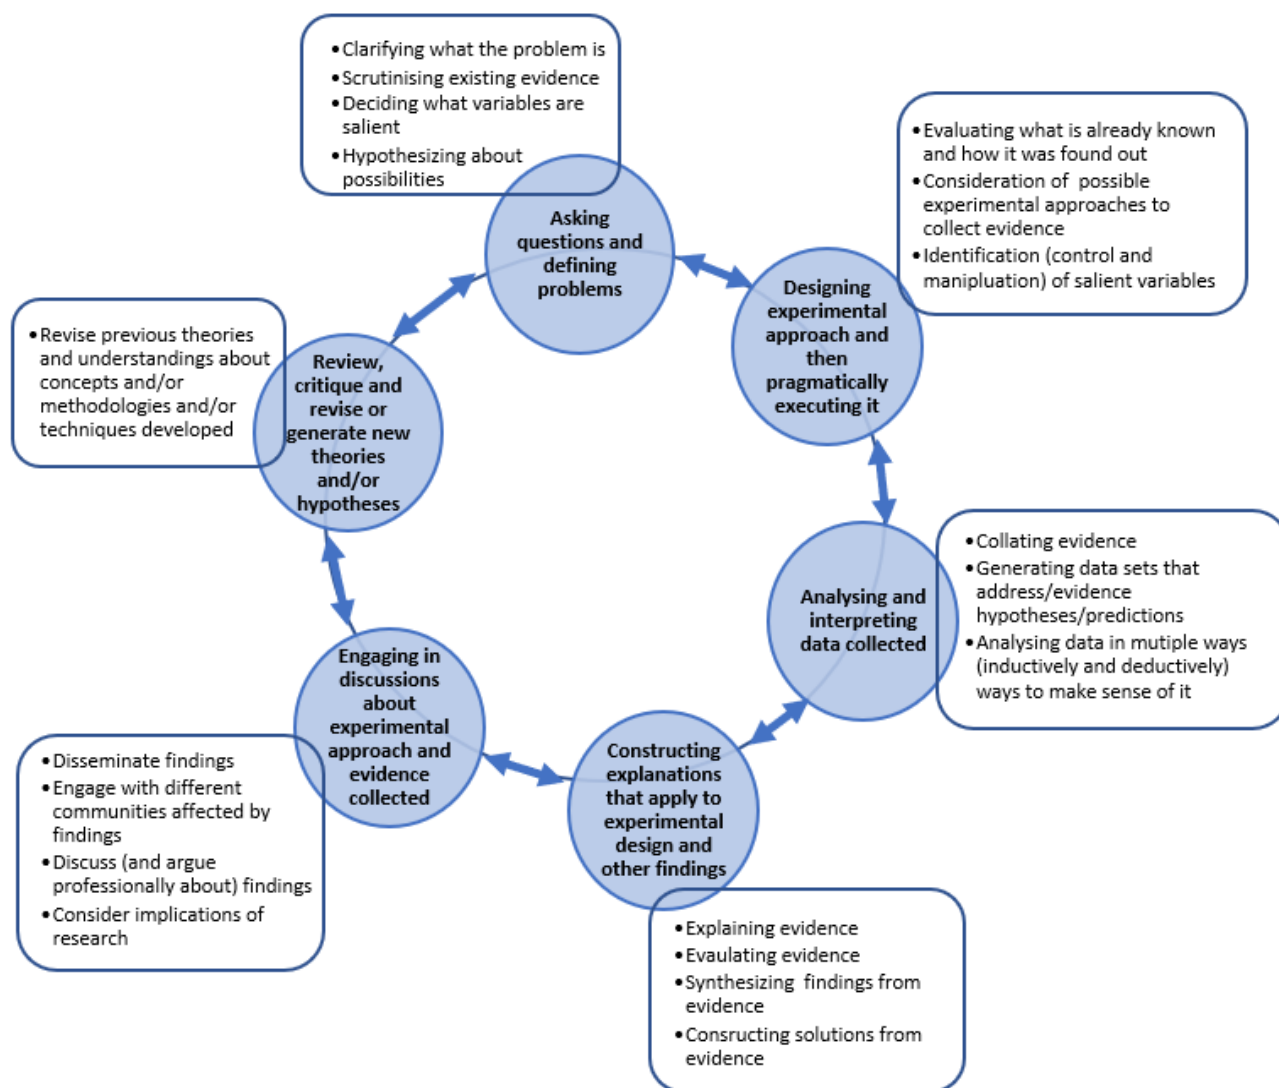 •Clarifying what the problem is
•Scrutinising existing evidence
•Deciding what variables are
salient
•Hypothesizing about
possibilities
Asking
questions and
defining
problems
•Evaluating what is already known
and how it was found out
•Consideration of  possible
experimental approaches to
collect evidence
•Identification (control and
manipluation) of salient variables
Designing
experimental
approach and
then
pragmatically
executing it
•Collating evidence
•Generating data sets that
address/evidence
hypotheses/predictions
•Analysing data in mutiple ways
(inductively and deductively)
ways to make sense of it
Analysing and
interpreting
data collected
Constructing
explanations
that apply to
experimental
design and
other findings
•Explaining evidence
•Evaulating evidence
•Synthesizing  findings from
evidence
•Consructing solutions from
evidence
Engaging in
discussions
about
experimental
approach and
evidence
collected
•Disseminate findings
•Engage with different
communities affected by
findings
•Discuss (and argue
professionally about) findings
•Consider implications of
research
Review,
critique and
revise or
generate new
theories
and/or
hypotheses
•Revise previous theories
and understandings about
concepts and/or
methodologies and/or
techniques developed